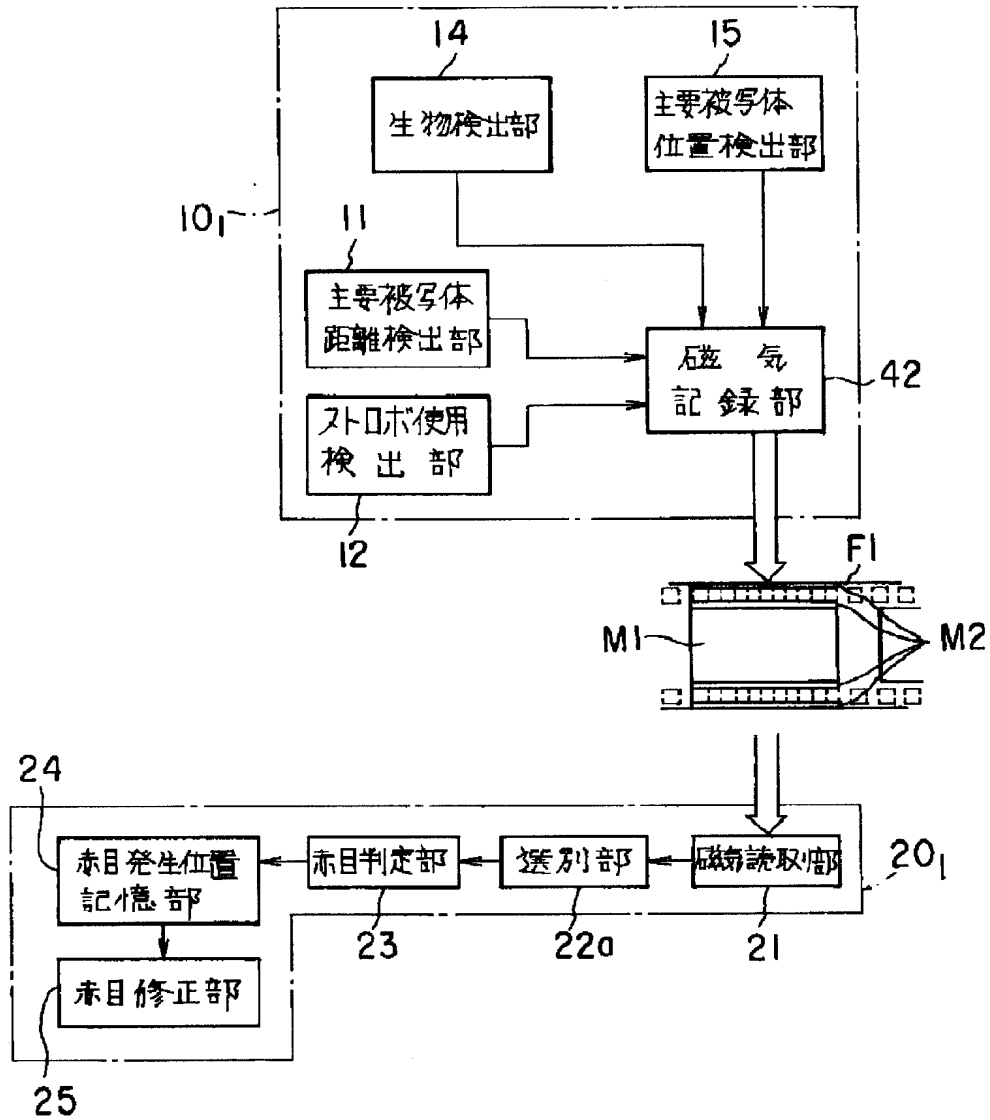 14
15
生物検出部
主要被写体
位置検出部
10₁
11
主要被写体
距離検出部
磁気
記録部
42
ストロボ使用
検出部
12
F1
M1
M2
24
赤目発生位置
記憶部
赤目判定部
選別部
磁気読取部
20₁
23
22a
21
赤目修正部
25